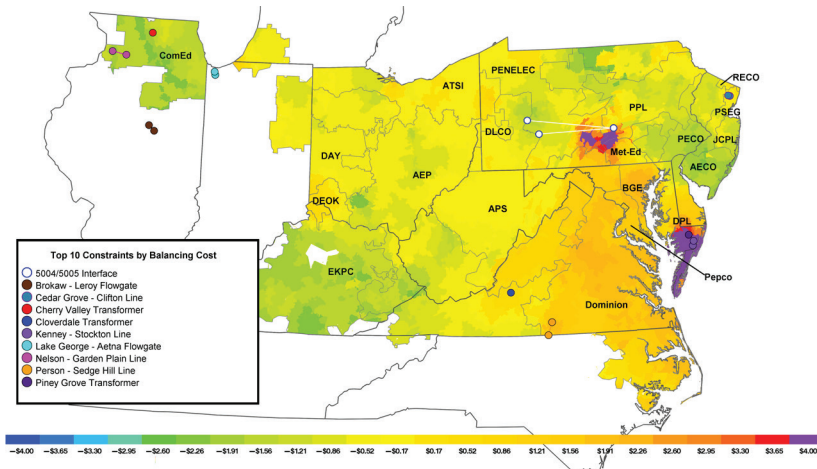 ComEd
RECO
PENELEC
ATSI
PPL
PSEG
DLCO
PECO
JCPL
Met-Ed
DAY
AECO
AEP
BGE
DEOK
APS
DPL
Pepco
EKPC
Dominion
Top 10 Constraints by Balancing Cost
5004/5005 Interface
Brokaw - Leroy Flowgate
Cedar Grove - Clifton Line
Cherry Valley Transformer
Cloverdale Transformer
Kenney - Stockton Line
Lake George - Aetna Flowgate
Nelson - Garden Plain Line
Person - Sedge Hill Line
Piney Grove Transformer
−$4.00 −$3.65 −$3.30 −$2.95 −$2.60 −$2.26 −$1.91 −$1.56 −$1.21 −$0.86 −$0.52 −$0.17 $0.17 $0.52 $0.86 $1.21 $1.56 $1.91 $2.26 $2.60 $2.95 $3.30 $3.65 $4.00